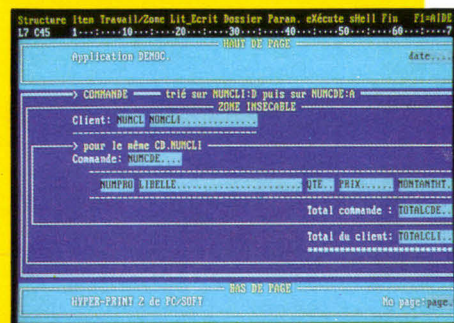 Structure Item Travail/Zone Lit_Ecrit Dossier Param. eXécute sHell Fin F1=AIDE
L7 C45 1...:....10...:....20...:....30...:....40...:....50...:....60...:....7
HAUT DE PAGE
Application DEMOC. date....
> COMMANDE trié sur NUMCLI:D puis sur NUMCDE:A
ZONE INSECABLE
Client: NUMCL NOMCLI..............
> pour le même CD.NUMCLI
Commande: NUMCDE....
NUMPRO LIBELLE...................... QTE.. PRIX...... MONTANTHT.
Total commande : TOTALCDE..
Total du client: TOTALCLI..
BAS DE PAGE
HYPER-PRINT 2 de PC/SOFT No page:page.